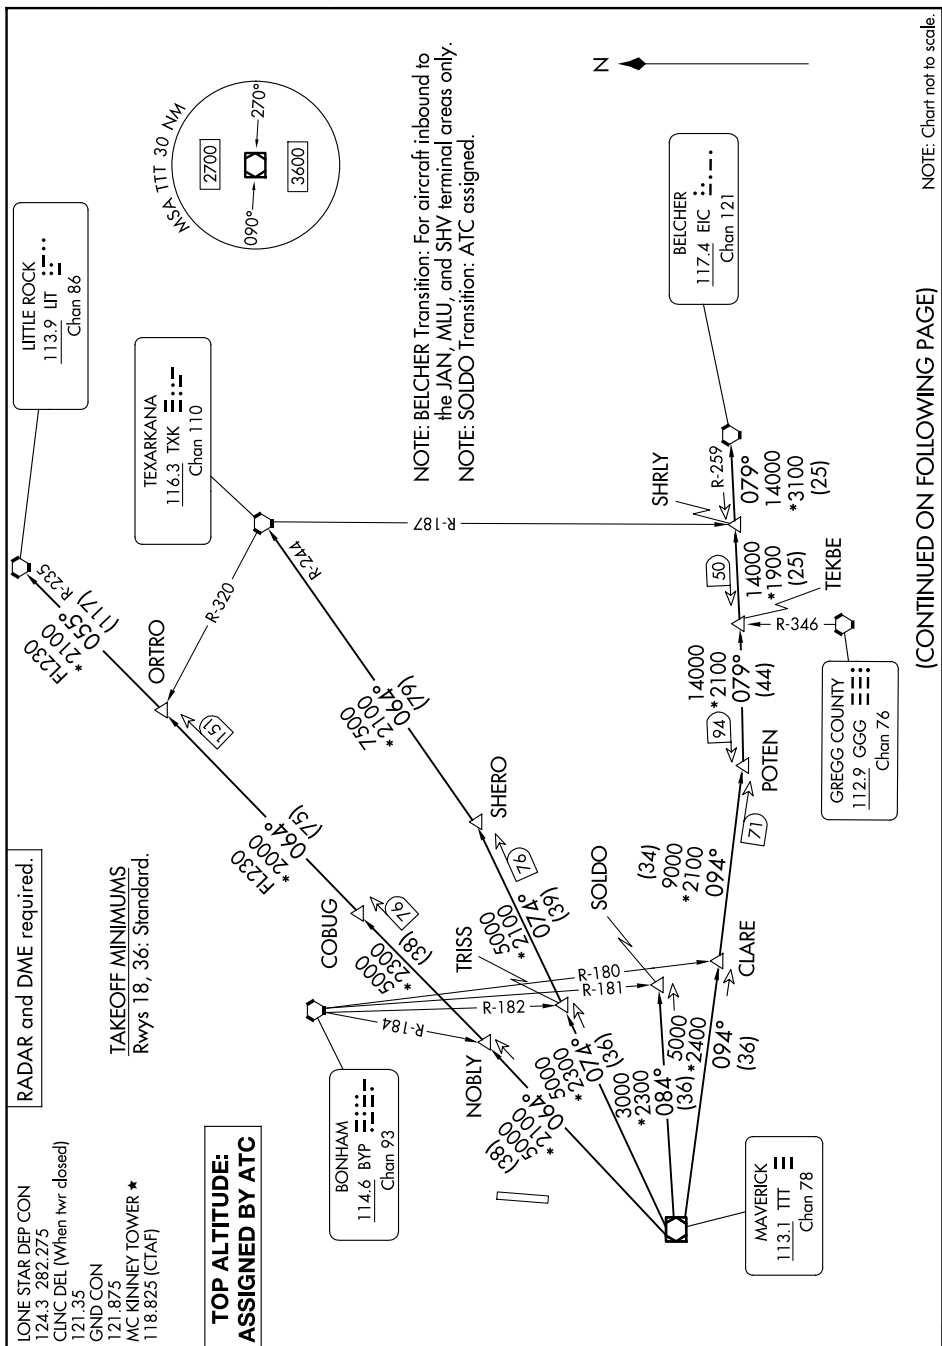 LONE STAR DEP CON
124.3 282.275
CLNC DEL (When twr closed)
121.35
GND CON
121.875
MC KINNEY TOWER ★
118.825 (CTAF)
RADAR and DME required.
TAKEOFF MINIMUMS
Rwys 18, 36: Standard.
TOP ALTITUDE:
ASSIGNED BY ATC
LITTLE ROCK
113.9 LIT
Chan 86
MSA TTT 30 NM
2700
090°
270°
3600
TEXARKANA
116.3 TXK
Chan 110
NOTE: BELCHER Transition: For aircraft inbound to
the JAN, MLU, and SHV terminal areas only.
NOTE: SOLDO Transition: ATC assigned.
N
BONHAM
114.6 BYP
Chan 93
R-184
R-182
R-181
R-180
NOBLY
(38)
5000
*2100
064°
COBUG
5000
*2300
(38)
76
FL230
*2000
064°
(75)
ORTRO
151
FL230
*2100
055°
(117)
R-235
R-320
TRISS
5000
*2300
074°
(36)
SHERO
5000
*2100
074°
(39)
76
7500
*2100
064°
(79)
R-244
R-187
SOLDO
3000
*2300
084°
(36)
CLARE
5000
*2400
094°
(36)
POTEN
(34)
9000
*2100
094°
71
94
14000
*2100
079°
(44)
TEKBE
R-346
50
14000
*1900
(25)
SHRLY
R-259
079°
14000
*3100
(25)
BELCHER
117.4 EIC
Chan 121
GREGG COUNTY
112.9 GGG
Chan 76
MAVERICK
113.1 TTT
Chan 78
(CONTINUED ON FOLLOWING PAGE)
NOTE: Chart not to scale.